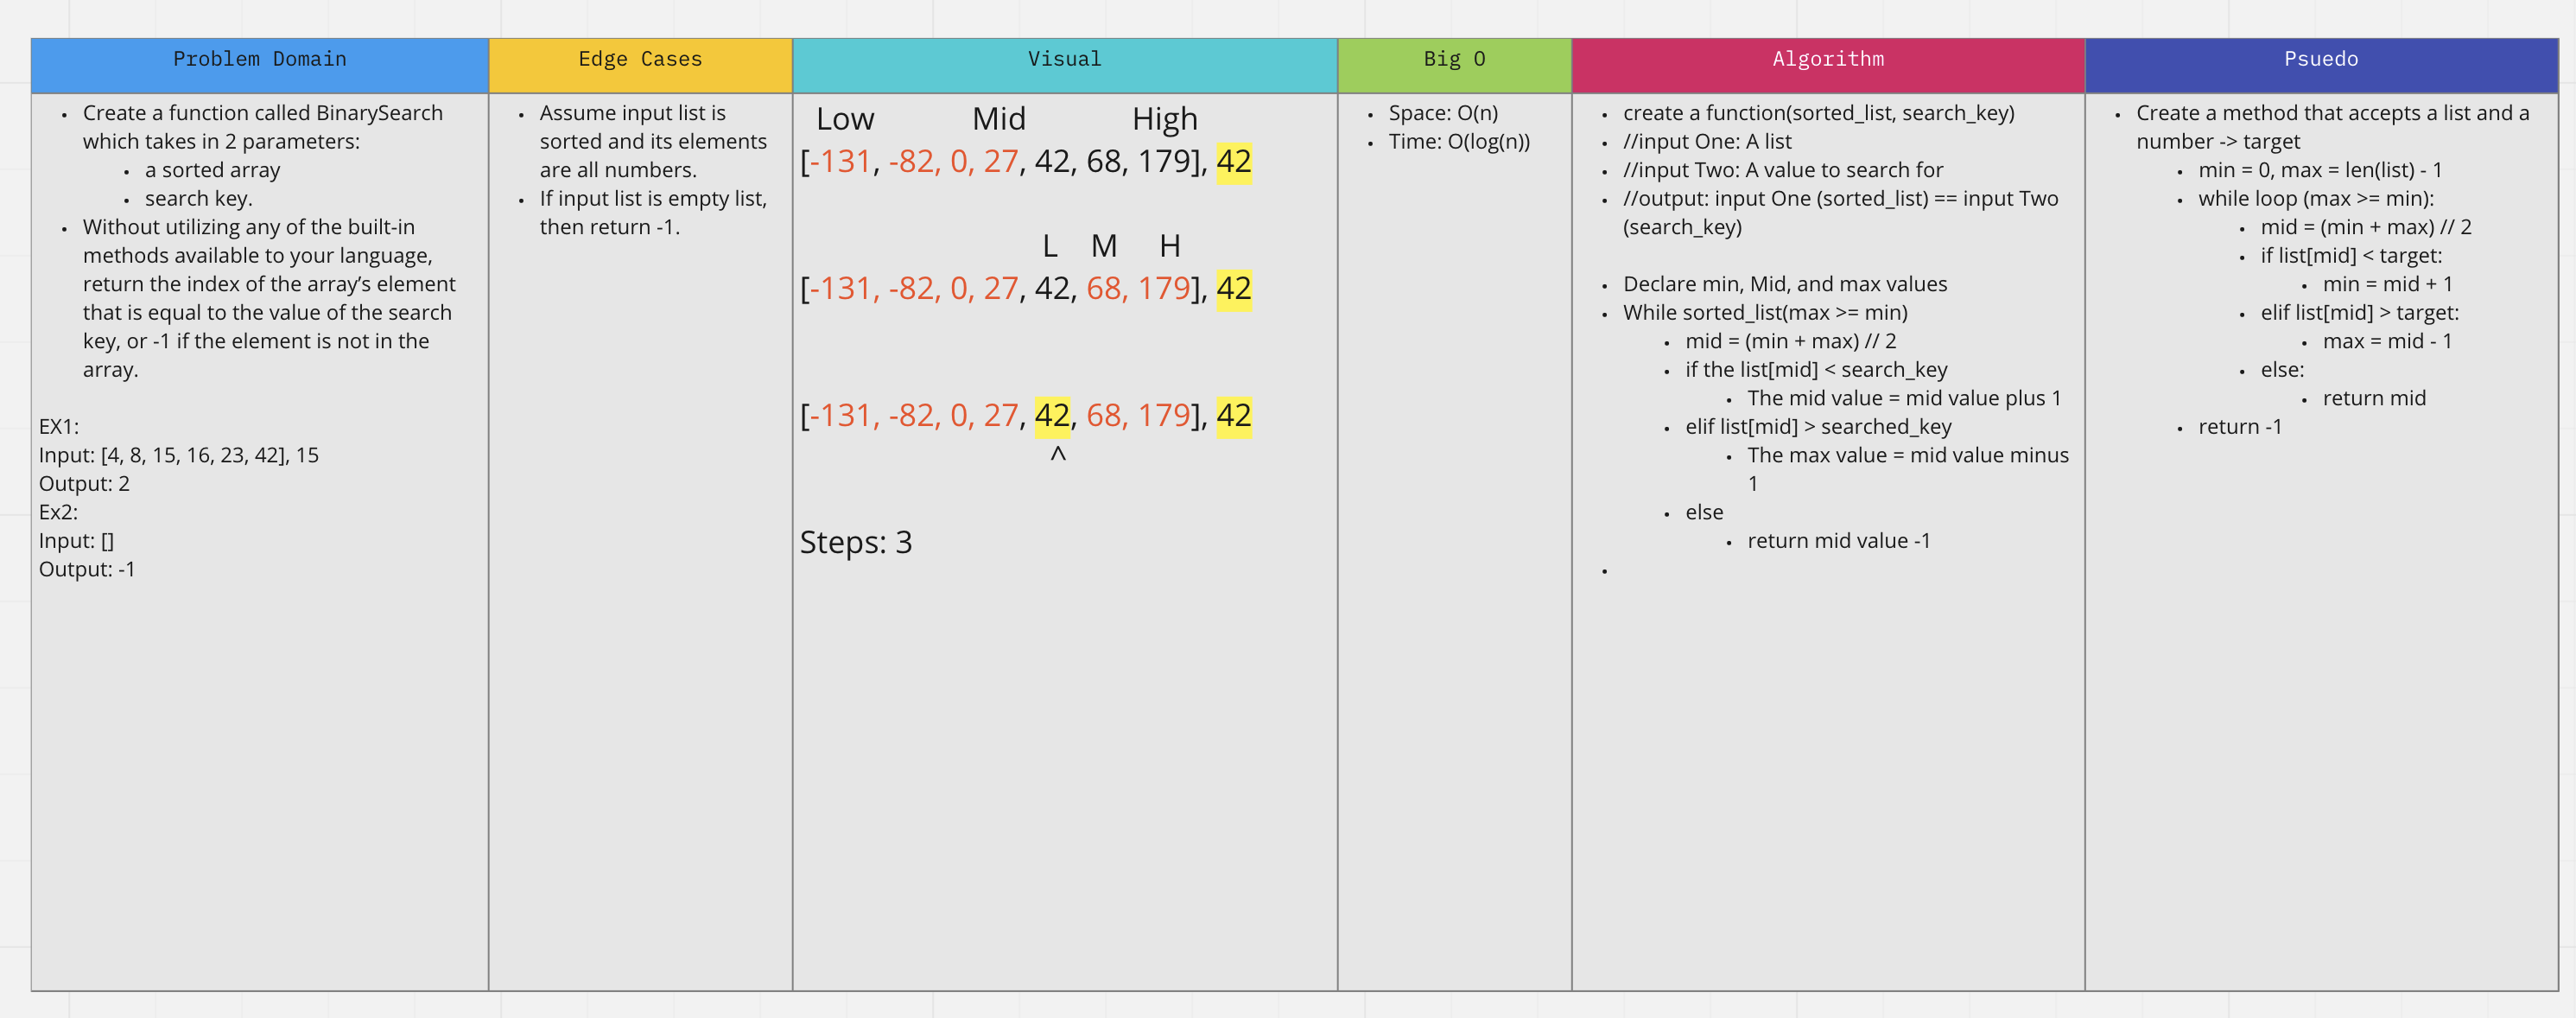 Problem Domain
Create a function called BinarySearch
which takes in 2 parameters:
a sorted array
search key.
Without utilizing any of the built-in
methods available to your language,
return the index of the array’s element
that is equal to the value of the search
key, or -1 if the element is not in the
array.
EX1:
Input: [4, 8, 15, 16, 23, 42], 15
Output: 2
Ex2:
Input: []
Output: -1
Edge Cases
Assume input list is
sorted and its elements
are all numbers.
If input list is empty list,
then return -1.
Visual
Low Mid High
[-131, -82, 0, 27, 42, 68, 179], 42
L M H
[-131, -82, 0, 27, 42, 68, 179], 42
[-131, -82, 0, 27, 42, 68, 179], 42
^
Steps: 3
Big O
Space: O(n)
Time: O(log(n))
Algorithm
create a function(sorted_list, search_key)
//input One: A list
//input Two: A value to search for
//output: input One (sorted_list) == input Two
(search_key)
Declare min, Mid, and max values
While sorted_list(max >= min)
mid = (min + max) // 2
if the list[mid] < search_key
The mid value = mid value plus 1
elif list[mid] > searched_key
The max value = mid value minus
1
else
return mid value -1
Psuedo
Create a method that accepts a list and a
number -> target
min = 0, max = len(list) - 1
while loop (max >= min):
mid = (min + max) // 2
if list[mid] < target:
min = mid + 1
elif list[mid] > target:
max = mid - 1
else:
return mid
return -1